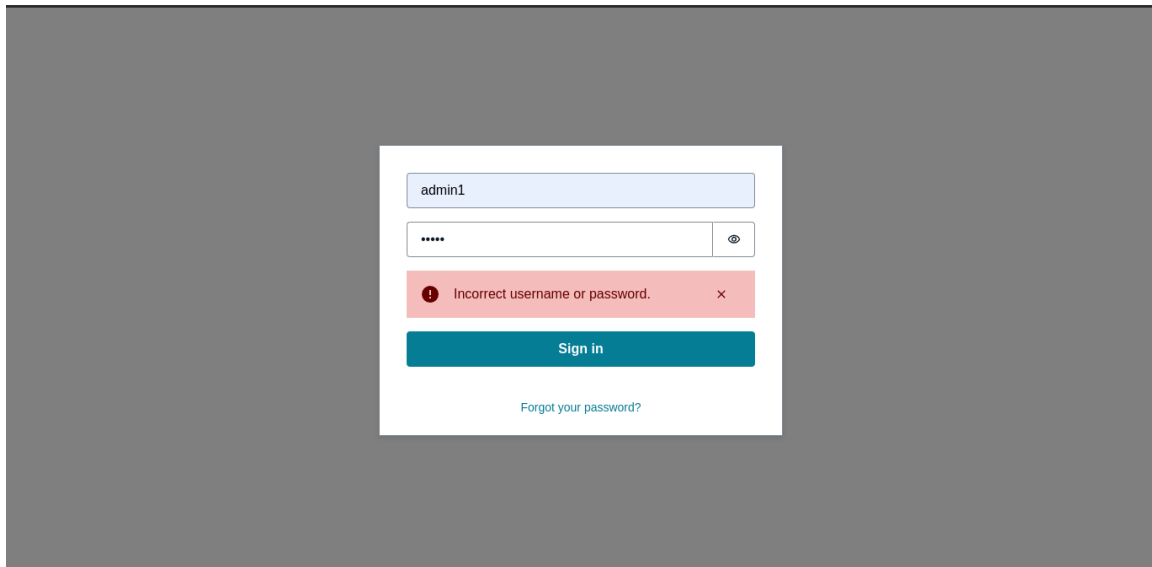 admin1
•••••
Incorrect username or password.
Sign in
Forgot your password?